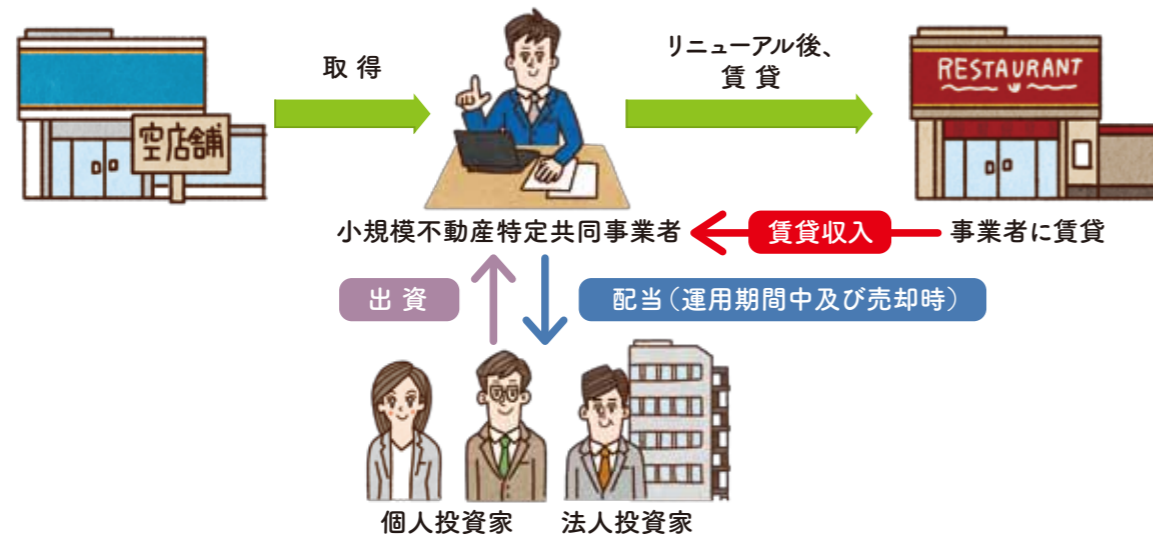 取得
リニューアル後、
賃貸
空店舗
RESTAURANT
小規模不動産特定共同事業者
賃貸収入
事業者に賃貸
出資
配当（運用期間中及び売却時）
個人投資家
法人投資家